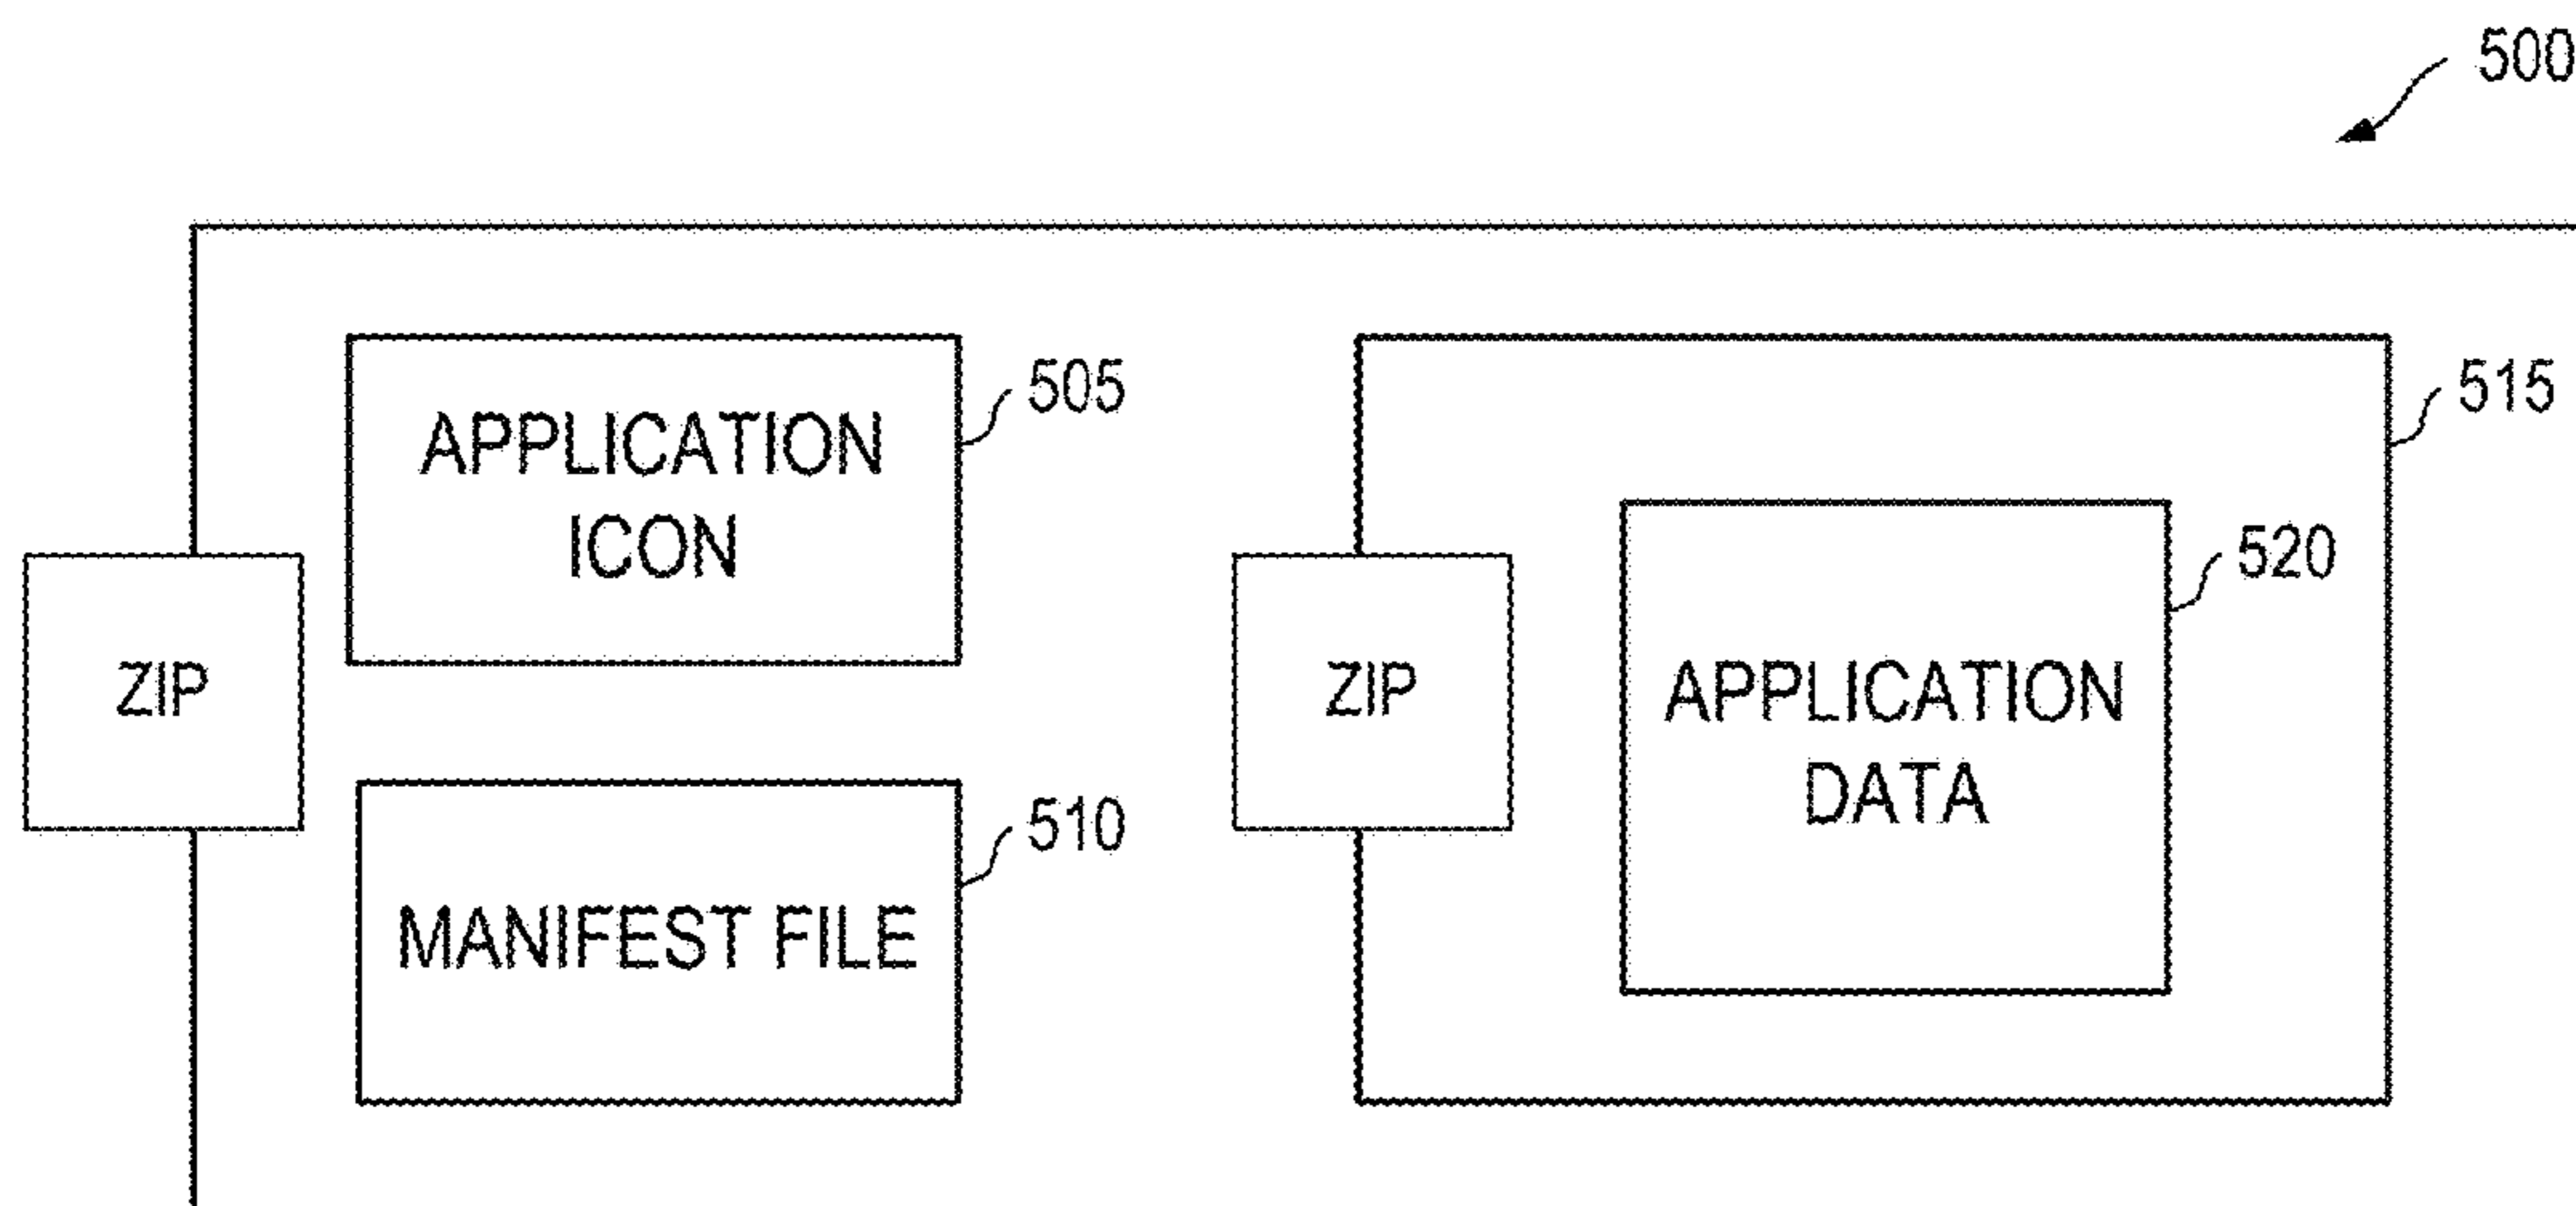 500
APPLICATION
ICON
505
ZIP
MANIFEST FILE
510
515
ZIP
APPLICATION
DATA
520